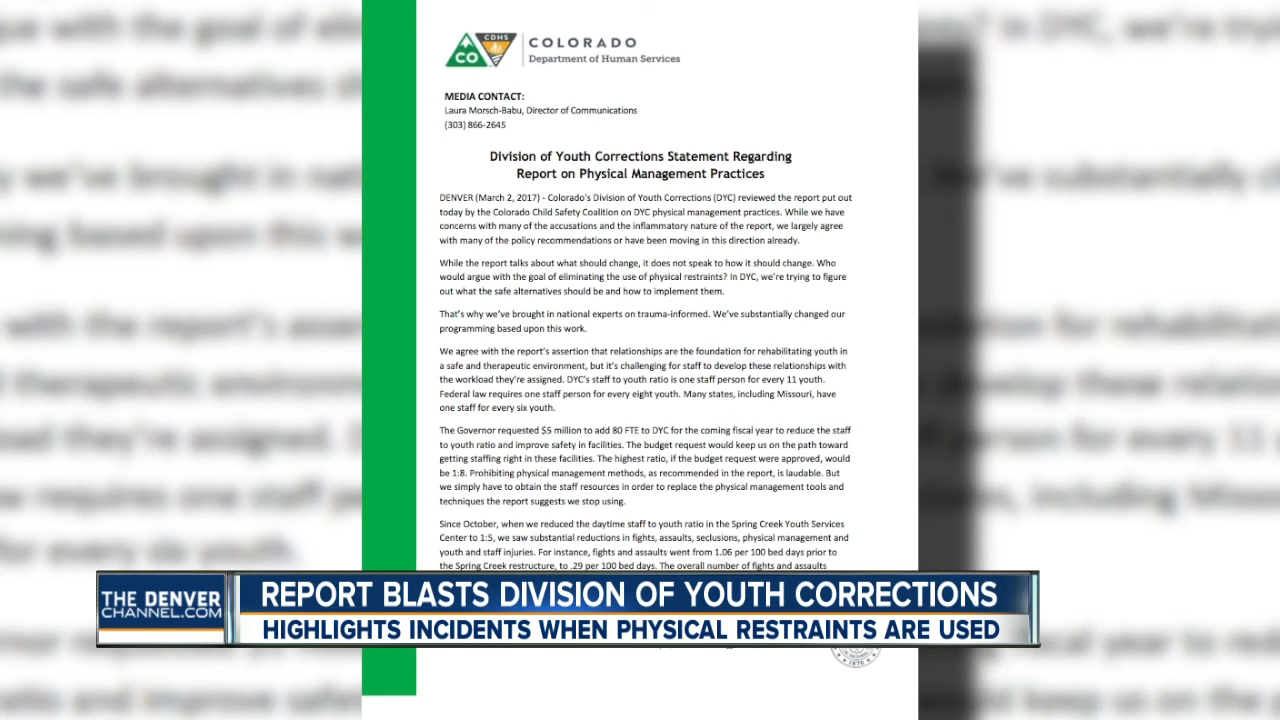 CO
CDHS
COLORADO
Department of Human Services
MEDIA CONTACT:
Laura Morsch-Babu, Director of Communications
(303) 866-2645
Division of Youth Corrections Statement Regarding
Report on Physical Management Practices
DENVER (March 2, 2017) - Colorado's Division of Youth Corrections (DYC) reviewed the report put out
today by the Colorado Child Safety Coalition on DYC physical management practices. While we have
concerns with many of the accusations and the inflammatory nature of the report, we largely agree
with many of the policy recommendations or have been moving in this direction already.
While the report talks about what should change, it does not speak to how it should change. Who
would argue with the goal of eliminating the use of physical restraints? In DYC, we're trying to figure
out what the safe alternatives should be and how to implement them.
That's why we've brought in national experts on trauma-informed. We've substantially changed our
programming based upon this work.
We agree with the report's assertion that relationships are the foundation for rehabilitating youth in
a safe and therapeutic environment, but it's challenging for staff to develop these relationships with
the workload they're assigned. DYC's staff to youth ratio is one staff person for every 11 youth.
Federal law requires one staff person for every eight youth. Many states, including Missouri, have
one staff for every six youth.
The Governor requested $5 million to add 80 FTE to DYC for the coming fiscal year to reduce the staff
to youth ratio and improve safety in facilities. The budget request would keep us on the path toward
getting staffing right in these facilities. The highest ratio, if the budget request were approved, would
be 1:8. Prohibiting physical management methods, as recommended in the report, is laudable. But
we simply have to obtain the staff resources in order to replace the physical management tools and
techniques the report suggests we stop using.
Since October, when we reduced the daytime staff to youth ratio in the Spring Creek Youth Services
Center to 1:5, we saw substantial reductions in fights, assaults, seclusions, physical management and
youth and staff injuries. For instance, fights and assaults went from 1.06 per 100 bed days prior to
the Spring Creek restructure, to .29 per 100 bed days. The overall number of fights and assaults
THE DENVER
CHANNEL.COM
REPORT BLASTS DIVISION OF YOUTH CORRECTIONS
HIGHLIGHTS INCIDENTS WHEN PHYSICAL RESTRAINTS ARE USED
1876